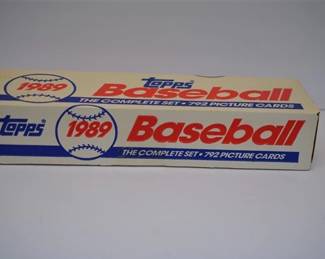 1989 Topps Baseball
THE COMPLETE SET • 792 PICTURE CARDS
Topps 1989 Baseball
THE COMPLETE SET • 792 PICTURE CARDS